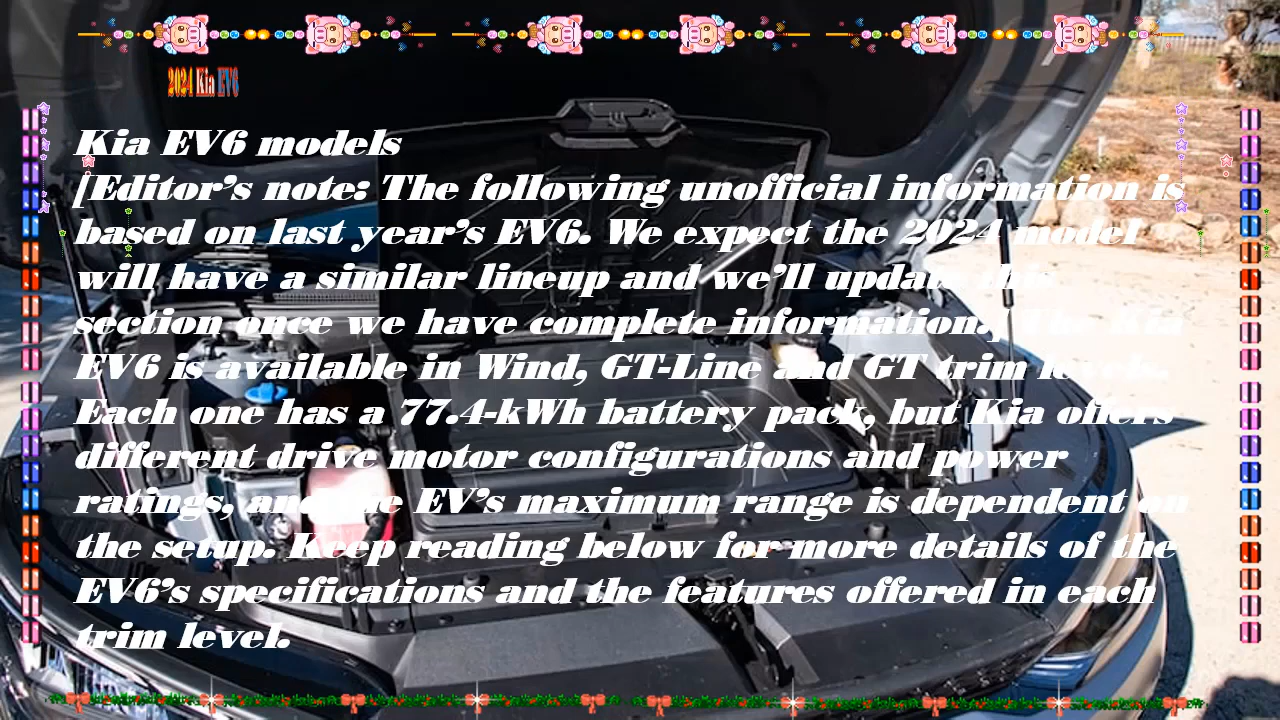 2024 Kia EV6
Kia EV6 models
[Editor’s note: The following unofficial information is
based on last year’s EV6. We expect the 2024 model
will have a similar lineup and we’ll update this
section once we have complete information.] The Kia
EV6 is available in Wind, GT-Line and GT trim levels.
Each one has a 77.4-kWh battery pack, but Kia offers
different drive motor configurations and power
ratings, and the EV’s maximum range is dependent on
the setup. Keep reading below for more details of the
EV6’s specifications and the features offered in each
trim level.